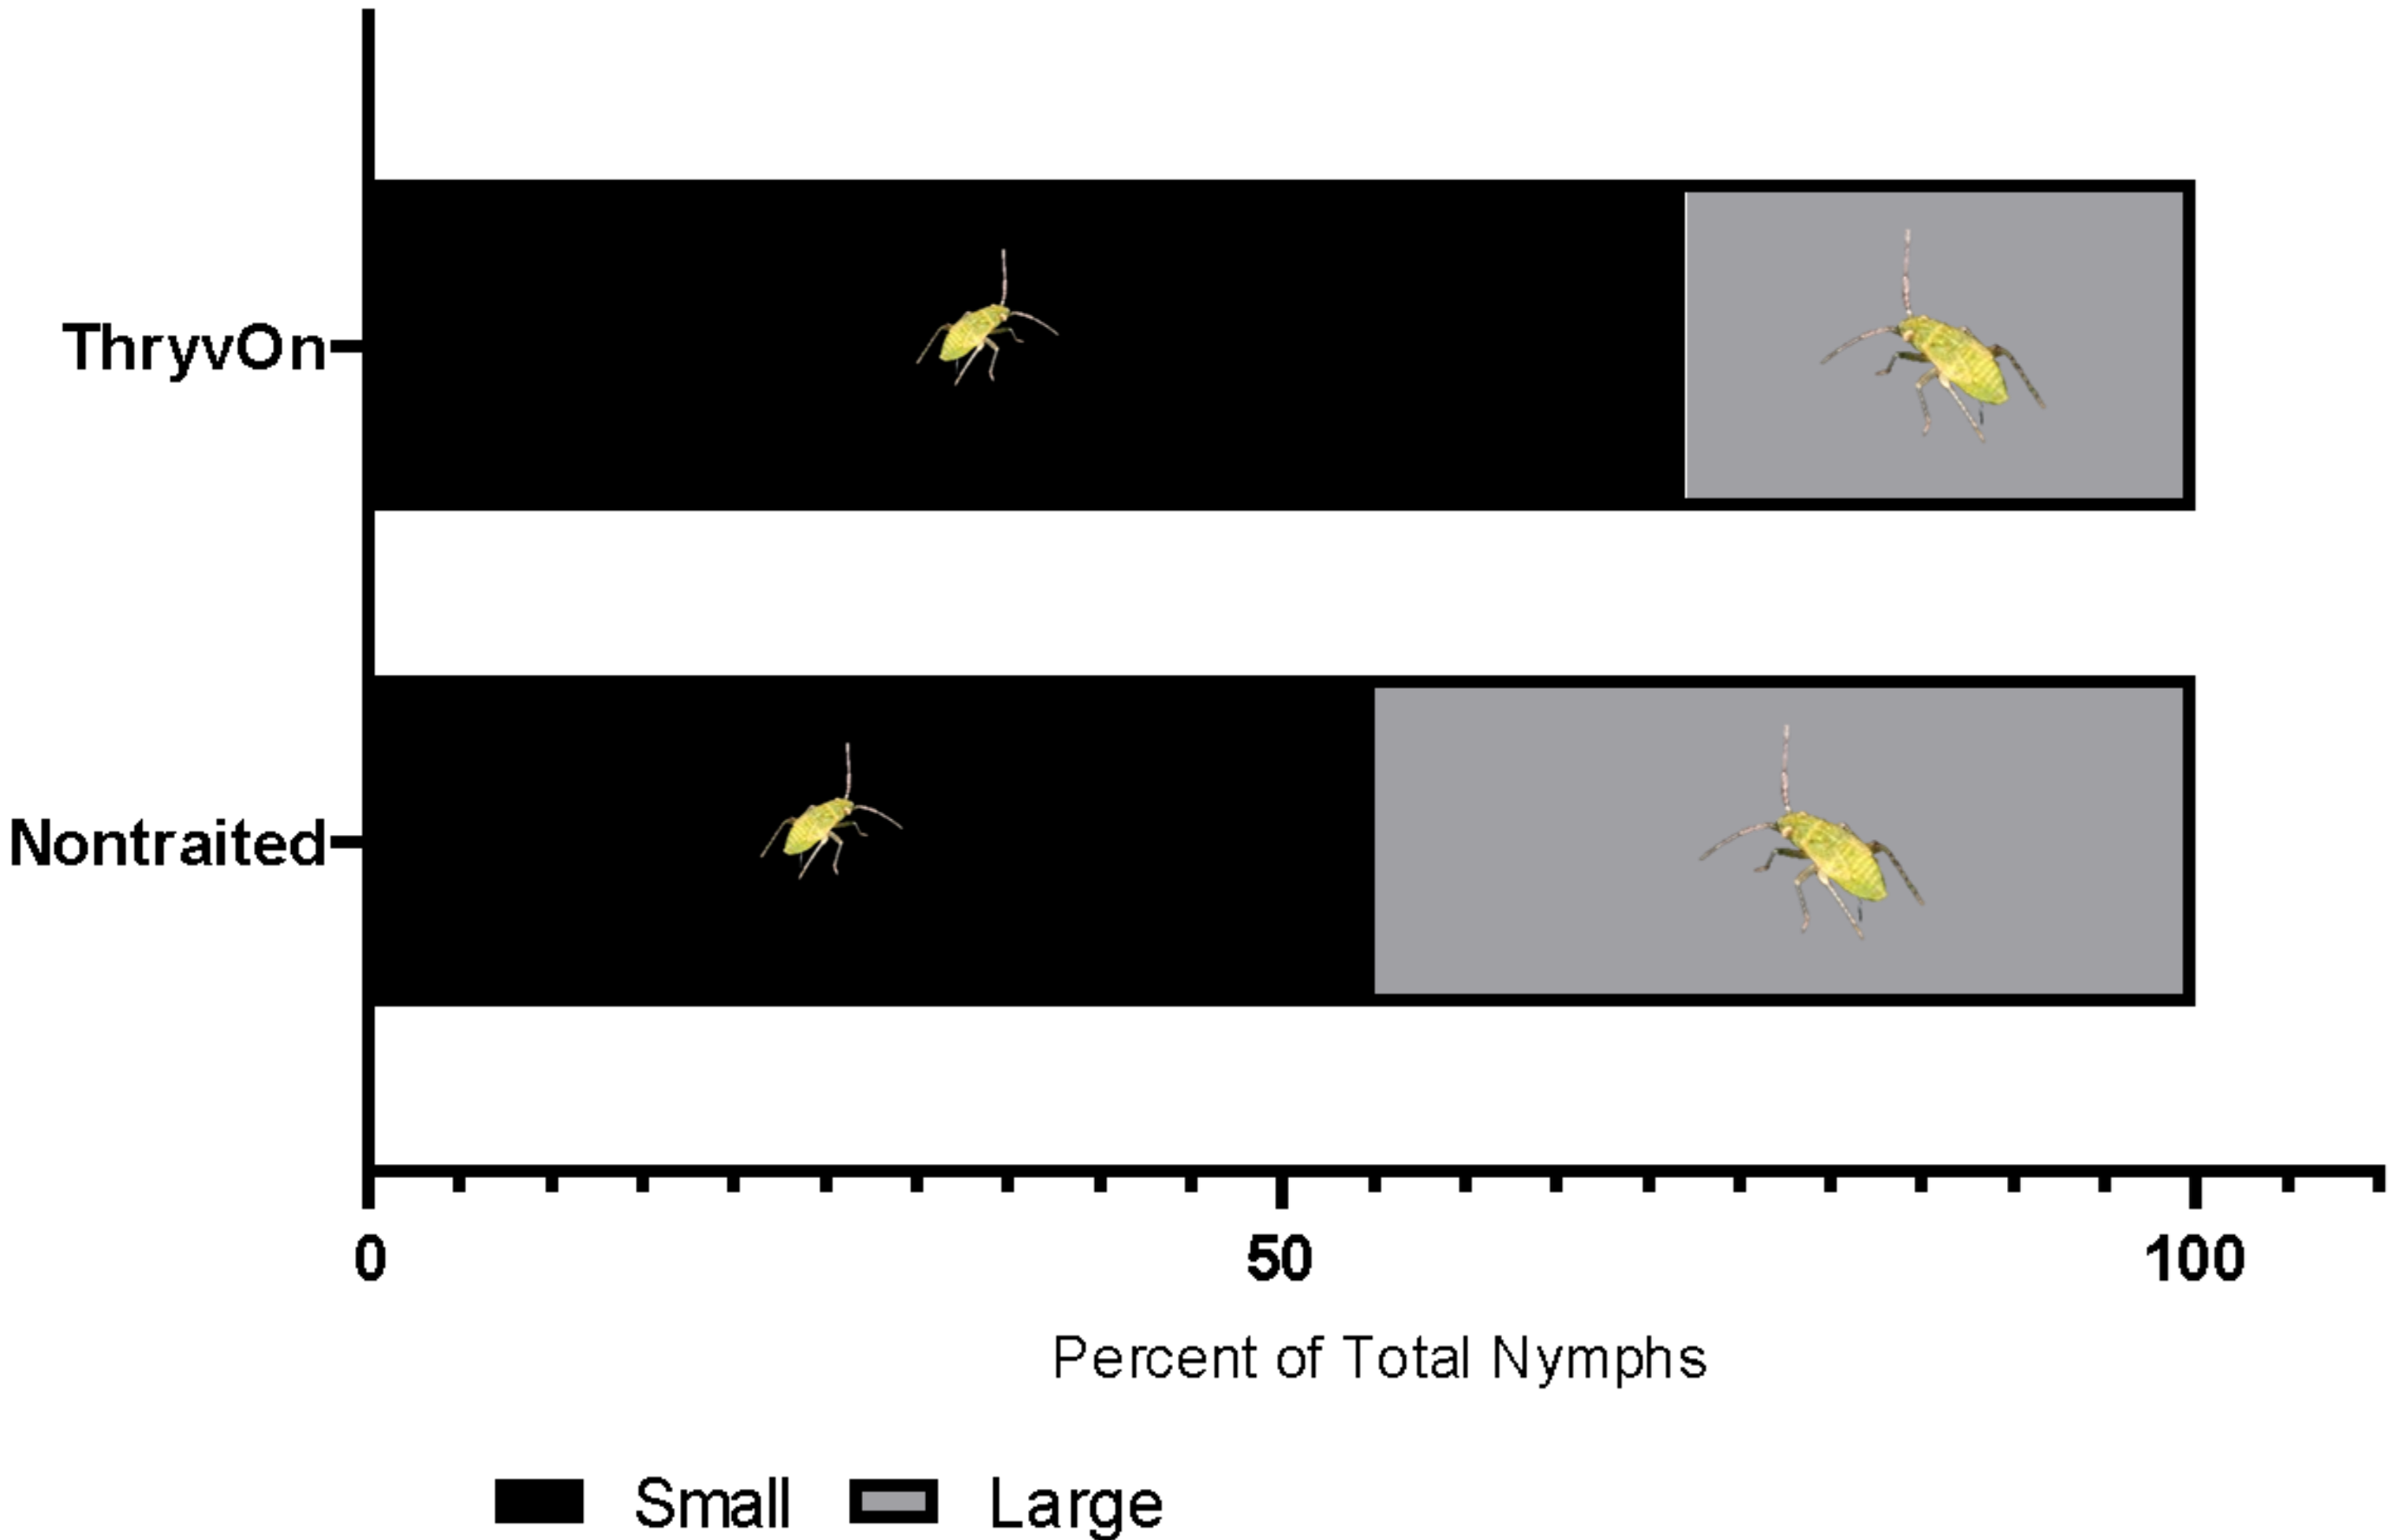 ThryvOn
Nontraited
0 50 100
Percent of Total Nymphs
Small Large